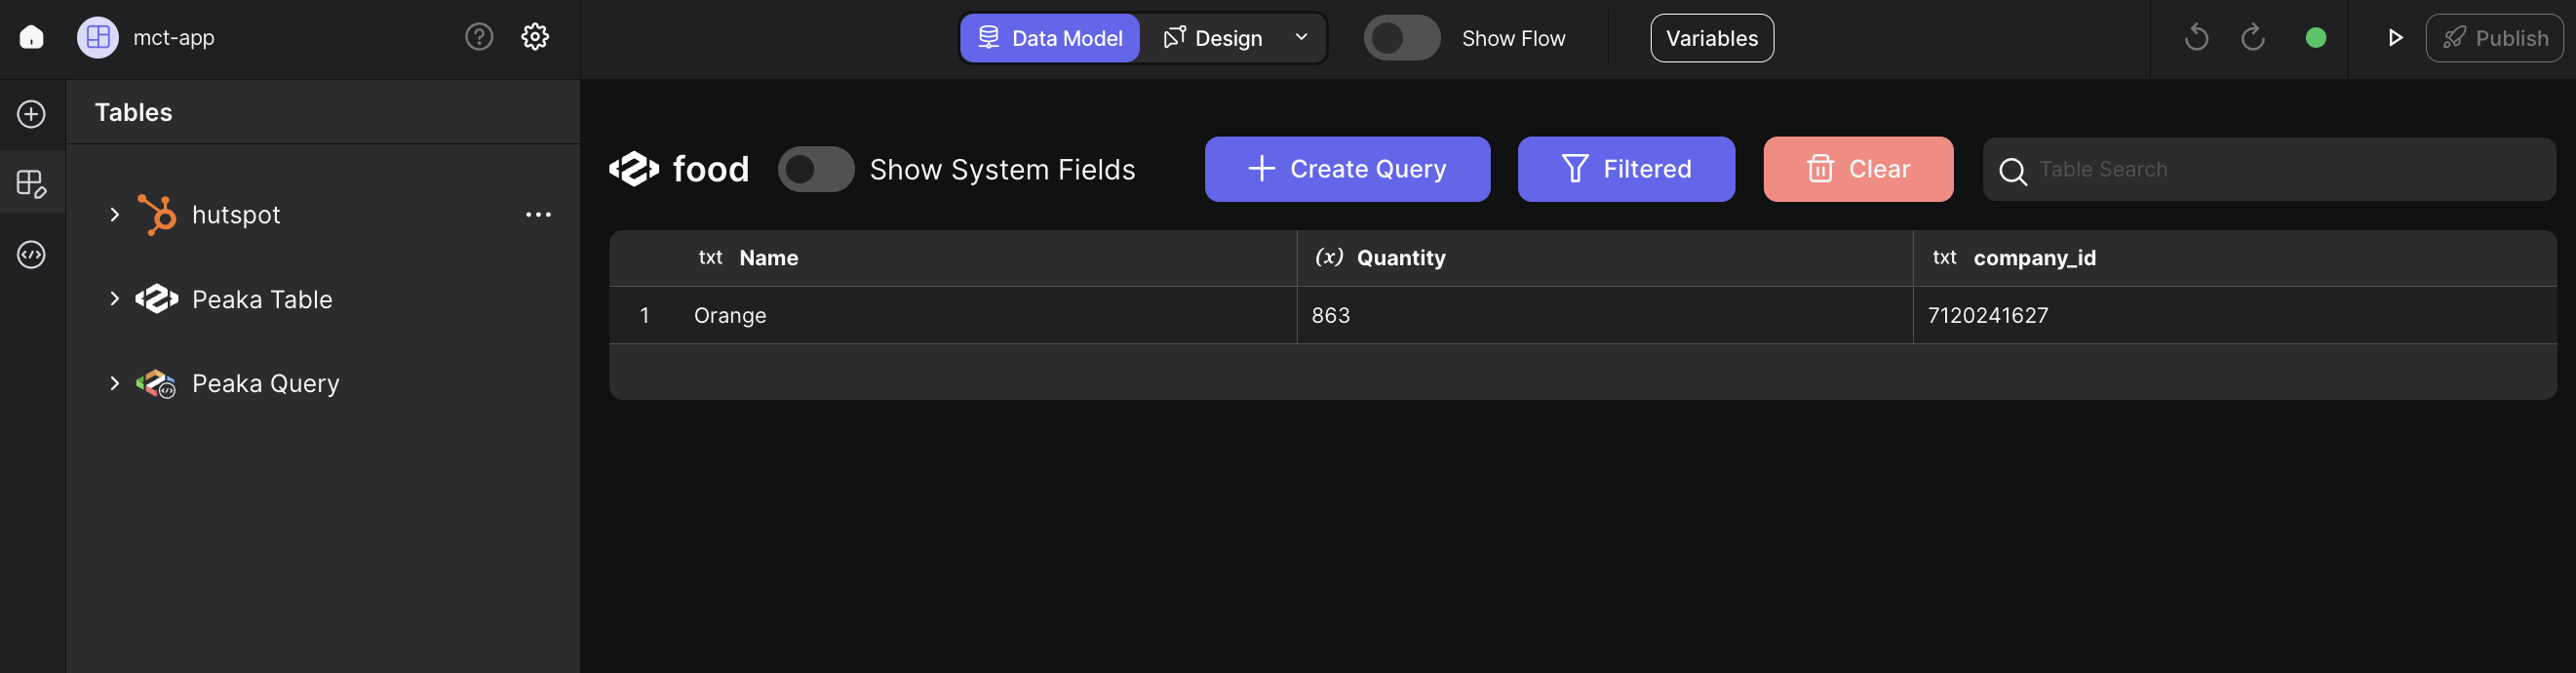 mct-app
Data Model
Design
Show Flow
Variables
Publish
Tables
hutspot
Peaka Table
Peaka Query
food
Show System Fields
Create Query
Filtered
Clear
Table Search
txt Name
(x) Quantity
txt company_id
1 Orange 863 7120241627